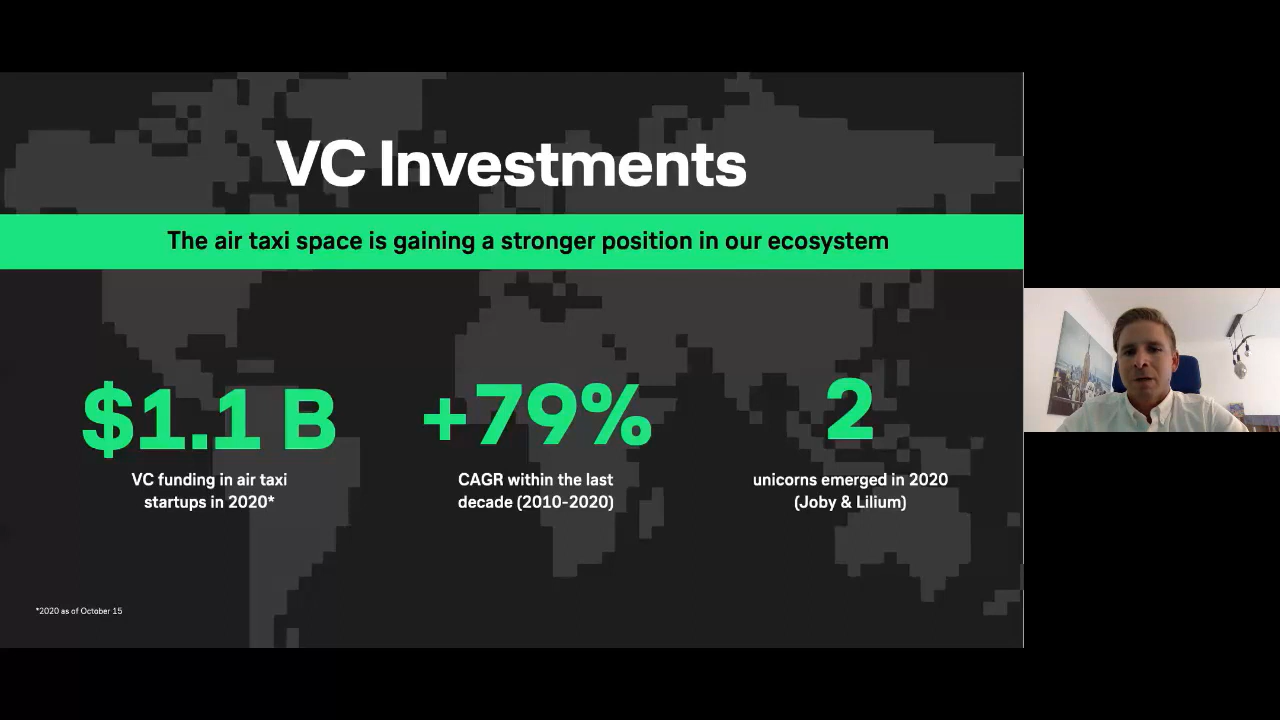 VC Investments
The air taxi space is gaining a stronger position in our ecosystem
$1.1 B
VC funding in air taxi
startups in 2020*
+79%
CAGR within the last
decade (2010-2020)
2
unicorns emerged in 2020
(Joby & Lilium)
*2020 as of October 15